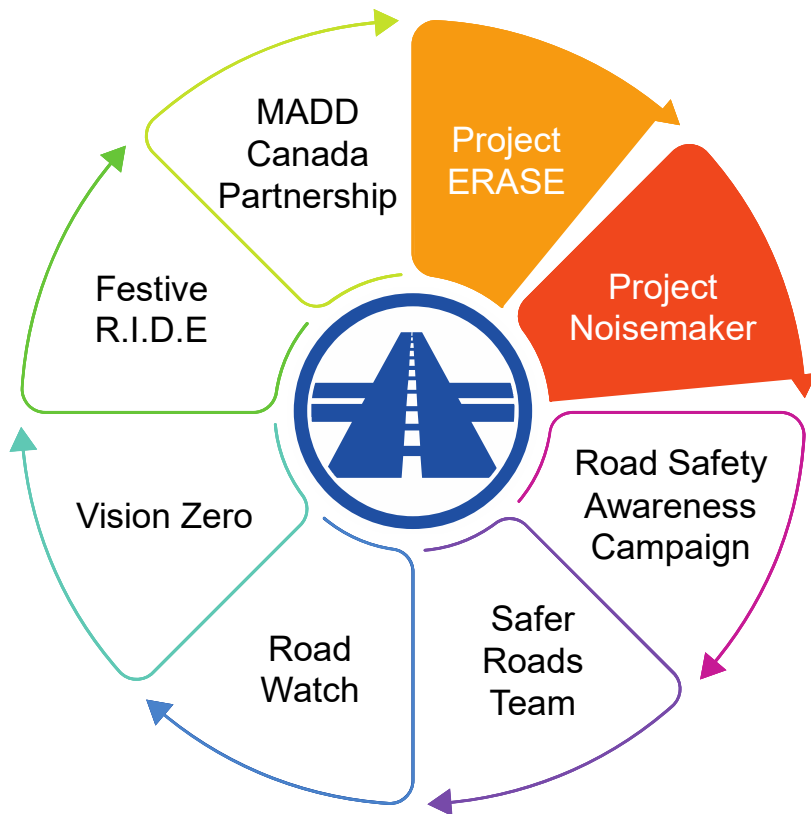 Project
ERASE
Project
Noisemaker
Road Safety
Awareness
Campaign
Safer
Roads
Team
Road
Watch
Vision Zero
Festive
R.I.D.E
MADD
Canada
Partnership